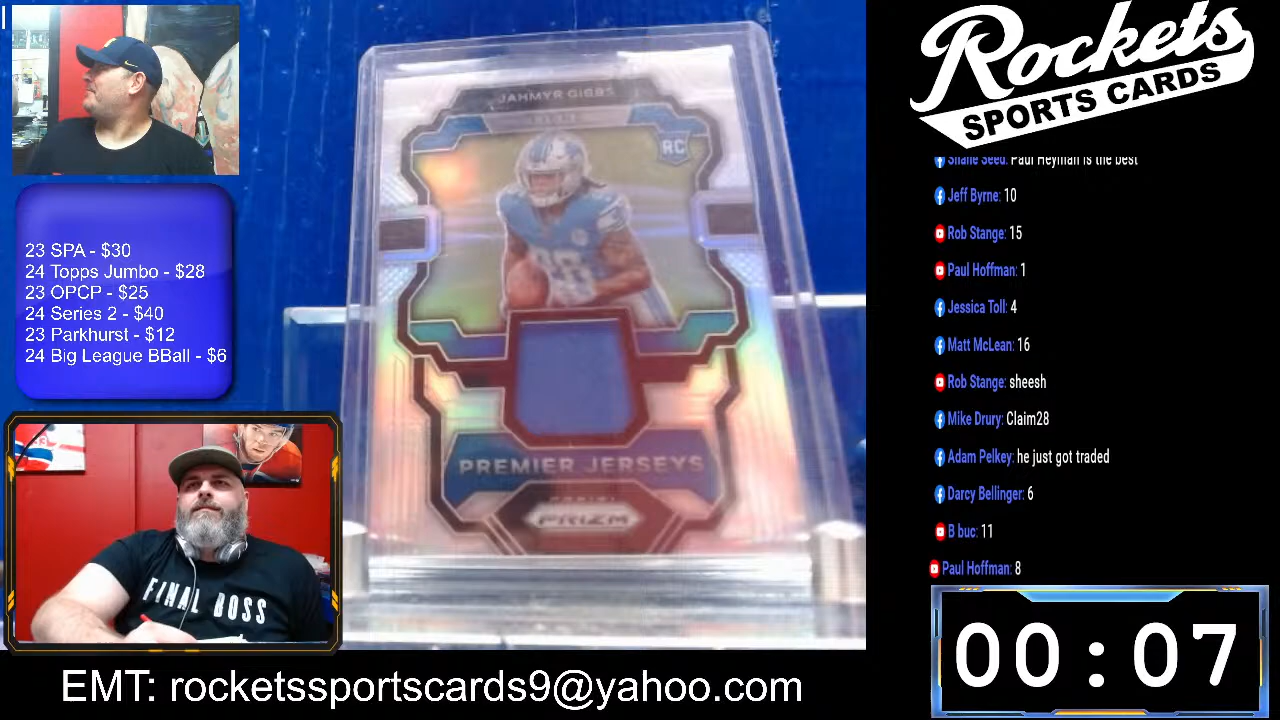 Rockets
SPORTS CARDS
23 SPA - $30
24 Topps Jumbo - $28
23 OPCP - $25
24 Series 2 - $40
23 Parkhurst - $12
24 Big League BBall - $6
JAHMYR GIBBS
RC
PREMIER JERSEYS
PANINI
PRIZM
FINAL BOSS
Shane Seed: Paul Heyman is the best
Jeff Byrne: 10
Rob Stange: 15
Paul Hoffman: 1
Jessica Toll: 4
Matt McLean: 16
Rob Stange: sheesh
Mike Drury: Claim28
Adam Pelkey: he just got traded
Darcy Bellinger: 6
B buc: 11
Paul Hoffman: 8
00:07
EMT: rocketssportscards9@yahoo.com